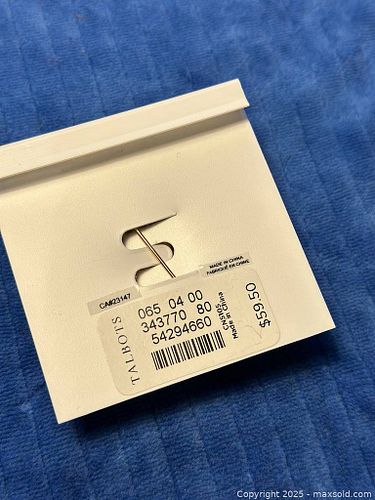 MADE IN CHINA
FABRIQUÉ EN CHINE
CA#23147
TALBOTS
065 04 00
343770 80
54294660
CN5105
Made in China
$59.50
Copyright © 2025 - maxsold.com